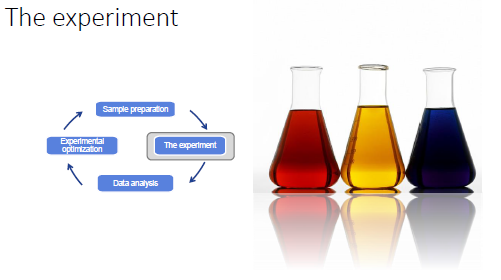 The experiment
Sample preparation
Experimental
optimization
The experiment
Data analysis